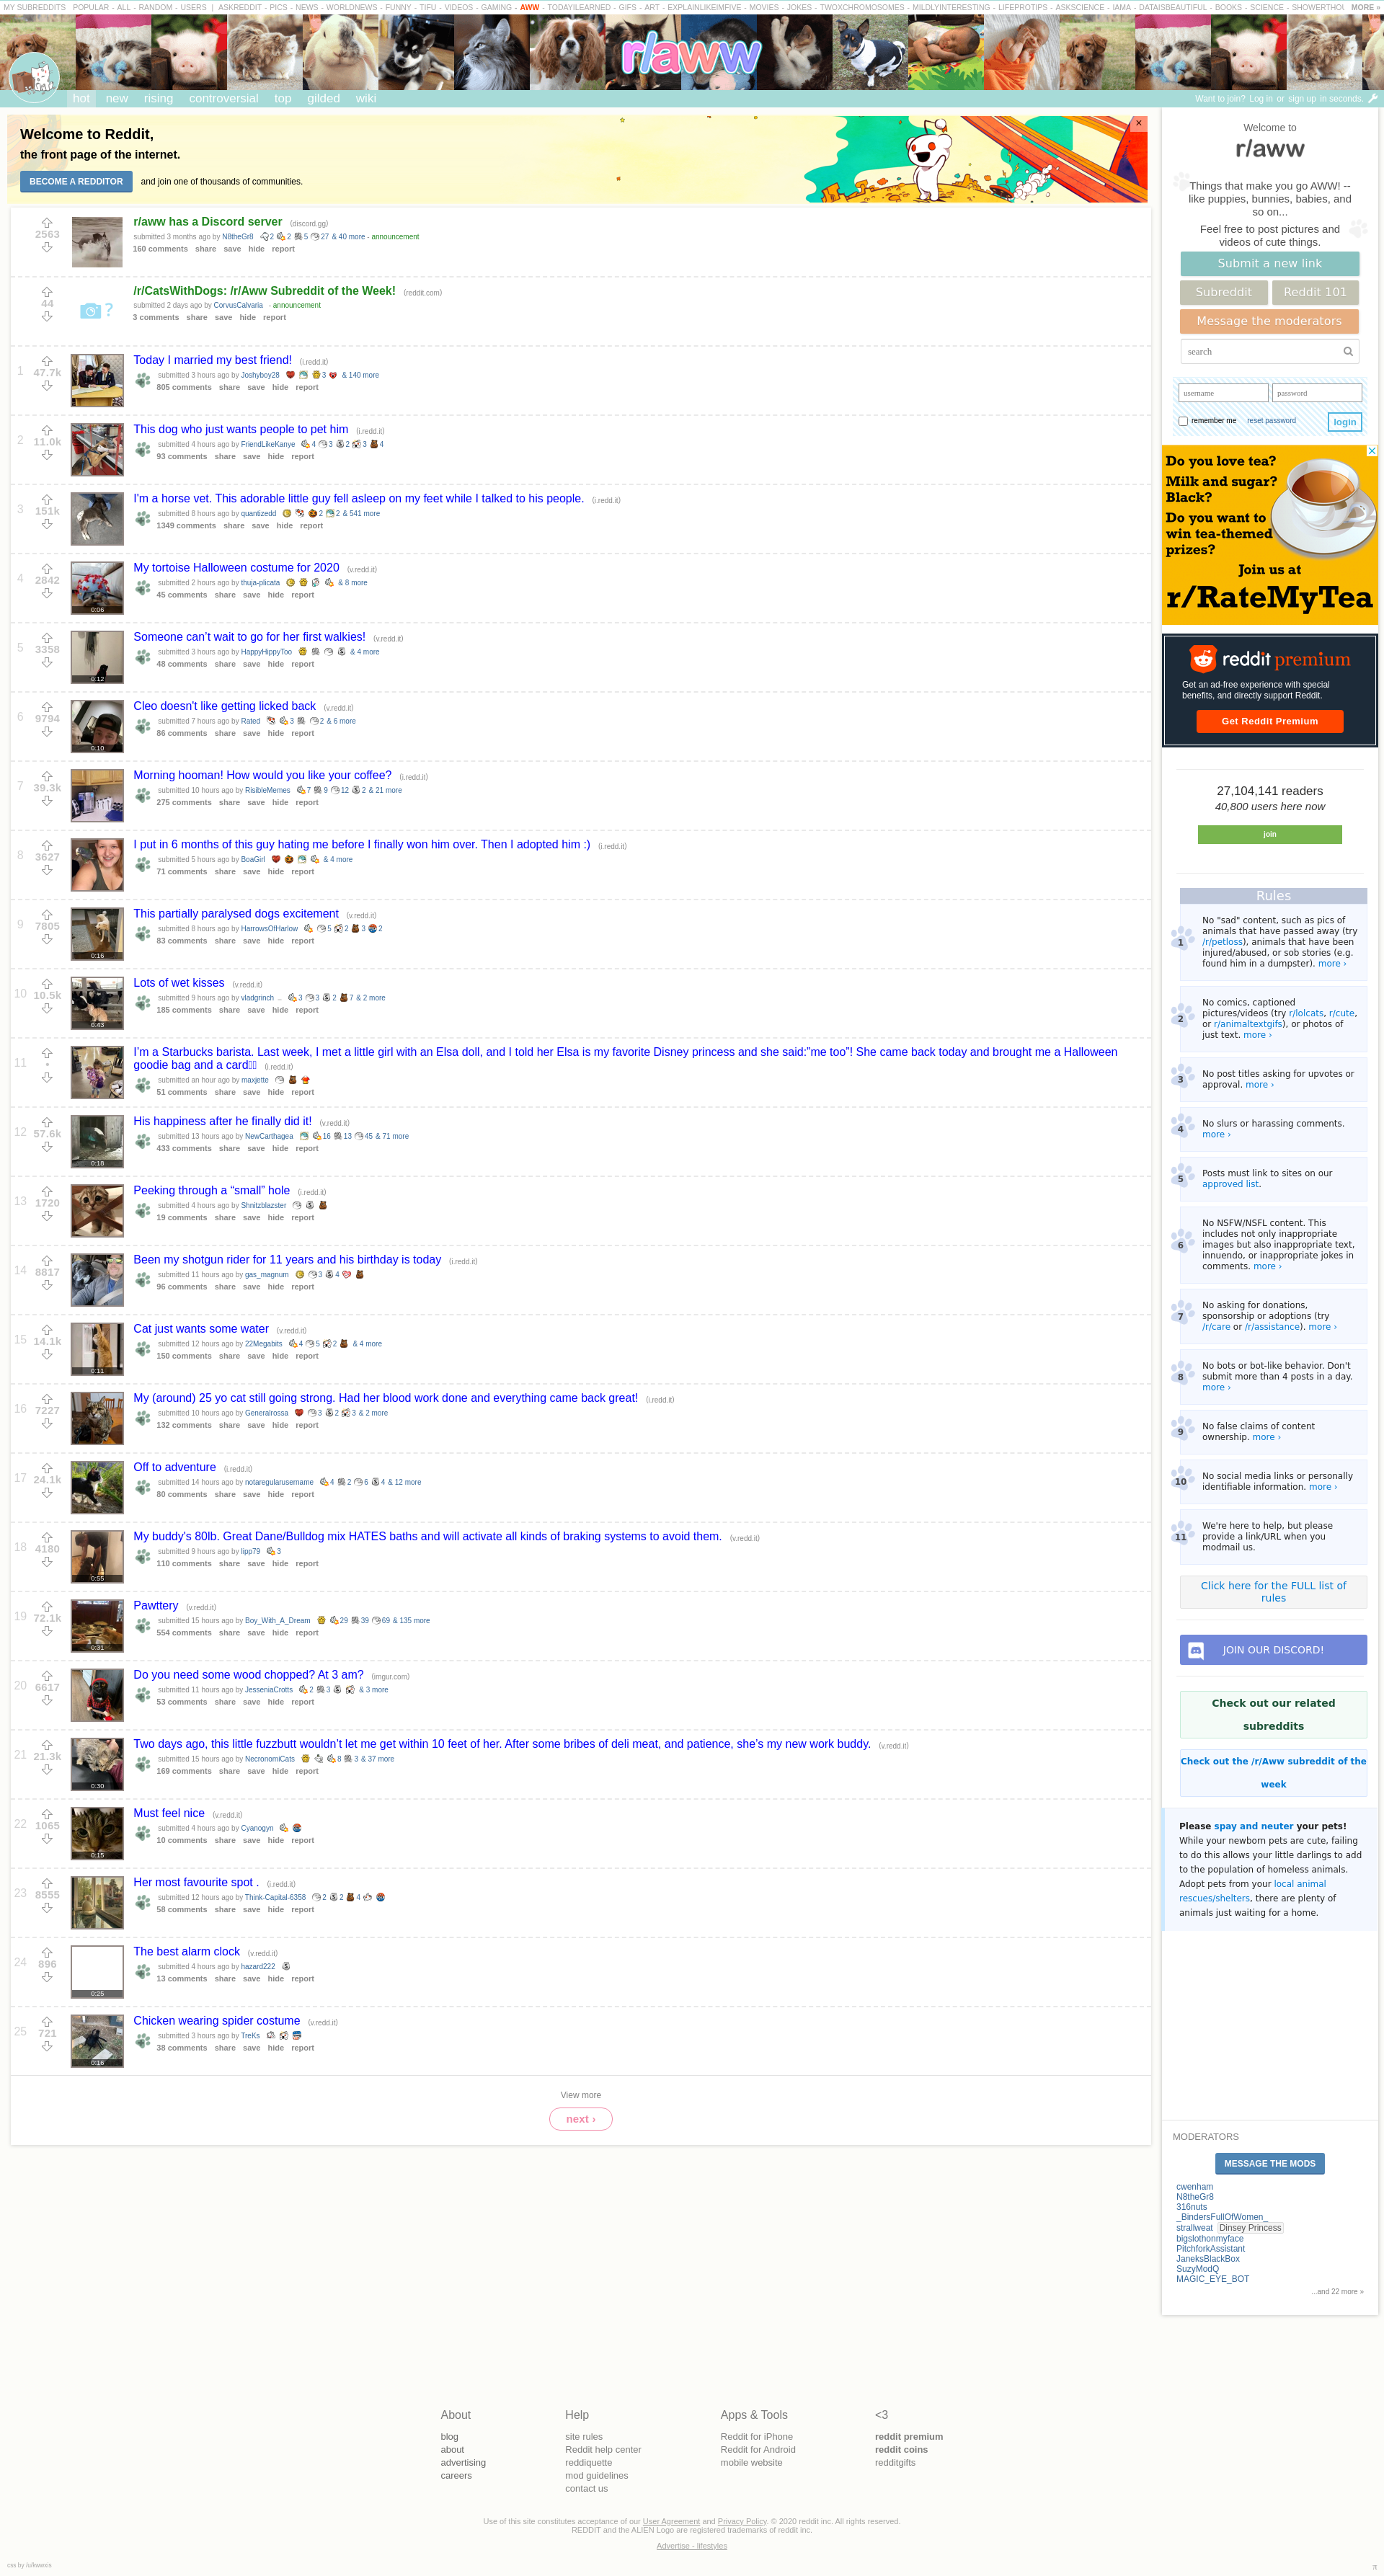 MY SUBREDDITS POPULAR - ALL - RANDOM - USERS | ASKREDDIT - PICS - NEWS - WORLDNEWS - FUNNY - TIFU - VIDEOS - GAMING - AWW - TODAYILEARNED - GIFS - ART - EXPLAINLIKEIMFIVE - MOVIES - JOKES - TWOXCHROMOSOMES - MILDLYINTERESTING - LIFEPROTIPS - ASKSCIENCE - IAMA - DATAISBEAUTIFUL - BOOKS - SCIENCE - SHOWERTHOU MORE »
r/aww
hot new rising controversial top gilded wiki
Want to join? Log in or sign up in seconds.
Welcome to Reddit,
the front page of the internet.
BECOME A REDDITOR and join one of thousands of communities.
×
2563
r/aww has a Discord server (discord.gg)
submitted 3 months ago by N8theGr8 2 2 5 27 & 40 more - announcement
160 comments share save hide report
44
/r/CatsWithDogs: /r/Aww Subreddit of the Week! (reddit.com)
submitted 2 days ago by CorvusCalvaria - announcement
3 comments share save hide report
1 47.7k
Today I married my best friend! (i.redd.it)
submitted 3 hours ago by Joshyboy28 3 & 140 more
805 comments share save hide report
2 11.0k
This dog who just wants people to pet him (i.redd.it)
submitted 4 hours ago by FriendLikeKanye 4 3 2 3 4
93 comments share save hide report
3 151k
I'm a horse vet. This adorable little guy fell asleep on my feet while I talked to his people. (i.redd.it)
submitted 8 hours ago by quantizedd 2 2 & 541 more
1349 comments share save hide report
4 2842
0:06
My tortoise Halloween costume for 2020 (v.redd.it)
submitted 2 hours ago by thuja-plicata & 8 more
45 comments share save hide report
5 3358
0:12
Someone can't wait to go for her first walkies! (v.redd.it)
submitted 3 hours ago by HappyHippyToo & 4 more
48 comments share save hide report
6 9794
0:10
Cleo doesn't like getting licked back (v.redd.it)
submitted 7 hours ago by Rated 3 2 & 6 more
86 comments share save hide report
7 39.3k
Morning hooman! How would you like your coffee? (i.redd.it)
submitted 10 hours ago by RisibleMemes 7 9 12 2 & 21 more
275 comments share save hide report
8 3627
I put in 6 months of this guy hating me before I finally won him over. Then I adopted him :) (i.redd.it)
submitted 5 hours ago by BoaGirl & 4 more
71 comments share save hide report
9 7805
0:16
This partially paralysed dogs excitement (v.redd.it)
submitted 8 hours ago by HarrowsOfHarlow 5 2 3 2
83 comments share save hide report
10 10.5k
0:43
Lots of wet kisses (v.redd.it)
submitted 9 hours ago by vladgrinch .. 3 3 2 7 & 2 more
185 comments share save hide report
11 •
I'm a Starbucks barista. Last week, I met a little girl with an Elsa doll, and I told her Elsa is my favorite Disney princess and she said:"me too"! She came back today and brought me a Halloween
goodie bag and a card (i.redd.it)
submitted an hour ago by maxjette
51 comments share save hide report
12 57.6k
0:18
His happiness after he finally did it! (v.redd.it)
submitted 13 hours ago by NewCarthagea 16 13 45 & 71 more
433 comments share save hide report
13 1720
Peeking through a “small” hole (i.redd.it)
submitted 4 hours ago by Shnitzblazster
19 comments share save hide report
14 8817
Been my shotgun rider for 11 years and his birthday is today (i.redd.it)
submitted 11 hours ago by gas_magnum 3 4
96 comments share save hide report
15 14.1k
0:11
Cat just wants some water (v.redd.it)
submitted 12 hours ago by 22Megabits 4 5 2 & 4 more
150 comments share save hide report
16 7227
My (around) 25 yo cat still going strong. Had her blood work done and everything came back great! (i.redd.it)
submitted 10 hours ago by Generalrossa 3 2 3 & 2 more
132 comments share save hide report
17 24.1k
Off to adventure (i.redd.it)
submitted 14 hours ago by notaregularusername 4 2 6 4 & 12 more
80 comments share save hide report
18 4180
0:55
My buddy's 80lb. Great Dane/Bulldog mix HATES baths and will activate all kinds of braking systems to avoid them. (v.redd.it)
submitted 9 hours ago by lipp79 3
110 comments share save hide report
19 72.1k
0:31
Pawttery (v.redd.it)
submitted 15 hours ago by Boy_With_A_Dream 29 39 69 & 135 more
554 comments share save hide report
20 6617
Do you need some wood chopped? At 3 am? (imgur.com)
submitted 11 hours ago by JesseniaCrotts 2 3 & 3 more
53 comments share save hide report
21 21.3k
0:30
Two days ago, this little fuzzbutt wouldn't let me get within 10 feet of her. After some bribes of deli meat, and patience, she's my new work buddy. (v.redd.it)
submitted 15 hours ago by NecronomiCats 8 3 & 37 more
169 comments share save hide report
22 1065
0:15
Must feel nice (v.redd.it)
submitted 4 hours ago by Cyanogyn
10 comments share save hide report
23 8555
Her most favourite spot . (i.redd.it)
submitted 12 hours ago by Think-Capital-6358 2 2 4
58 comments share save hide report
24 896
0:25
The best alarm clock (v.redd.it)
submitted 4 hours ago by hazard222
13 comments share save hide report
25 721
0:16
Chicken wearing spider costume (v.redd.it)
submitted 3 hours ago by TreKs
38 comments share save hide report
View more
next ›
Welcome to
r/aww
Things that make you go AWW! --
like puppies, bunnies, babies, and
so on...
Feel free to post pictures and
videos of cute things.
Submit a new link
Subreddit Reddit 101
Message the moderators
search
username password
remember me reset password login
Do you love tea?
Milk and sugar?
Black?
Do you want to
win tea-themed
prizes?
Join us at
r/RateMyTea
reddit premium
Get an ad-free experience with special
benefits, and directly support Reddit.
Get Reddit Premium
27,104,141 readers
40,800 users here now
join
Rules
1 No "sad" content, such as pics of
animals that have passed away (try
/r/petloss), animals that have been
injured/abused, or sob stories (e.g.
found him in a dumpster). more ›
2 No comics, captioned
pictures/videos (try r/lolcats, r/cute,
or r/animaltextgifs), or photos of
just text. more ›
3 No post titles asking for upvotes or
approval. more ›
4 No slurs or harassing comments.
more ›
5 Posts must link to sites on our
approved list.
6 No NSFW/NSFL content. This
includes not only inappropriate
images but also inappropriate text,
innuendo, or inappropriate jokes in
comments. more ›
7 No asking for donations,
sponsorship or adoptions (try
/r/care or /r/assistance). more ›
8 No bots or bot-like behavior. Don't
submit more than 4 posts in a day.
more ›
9 No false claims of content
ownership. more ›
10 No social media links or personally
identifiable information. more ›
11 We're here to help, but please
provide a link/URL when you
modmail us.
Click here for the FULL list of
rules
JOIN OUR DISCORD!
Check out our related
subreddits
Check out the /r/Aww subreddit of the
week
Please spay and neuter your pets!
While your newborn pets are cute, failing
to do this allows your little darlings to add
to the population of homeless animals.
Adopt pets from your local animal
rescues/shelters, there are plenty of
animals just waiting for a home.
MODERATORS
MESSAGE THE MODS
cwenham
N8theGr8
316nuts
_BindersFullOfWomen_
strallweat Dinsey Princess
bigslothonmyface
PitchforkAssistant
JaneksBlackBox
SuzyModQ
MAGIC_EYE_BOT
...and 22 more »
About
blog
about
advertising
careers
Help
site rules
Reddit help center
reddiquette
mod guidelines
contact us
Apps & Tools
Reddit for iPhone
Reddit for Android
mobile website
<3
reddit premium
reddit coins
redditgifts
Use of this site constitutes acceptance of our User Agreement and Privacy Policy. © 2020 reddit inc. All rights reserved.
REDDIT and the ALIEN Logo are registered trademarks of reddit inc.
Advertise - lifestyles
css by /u/kwwxis
π